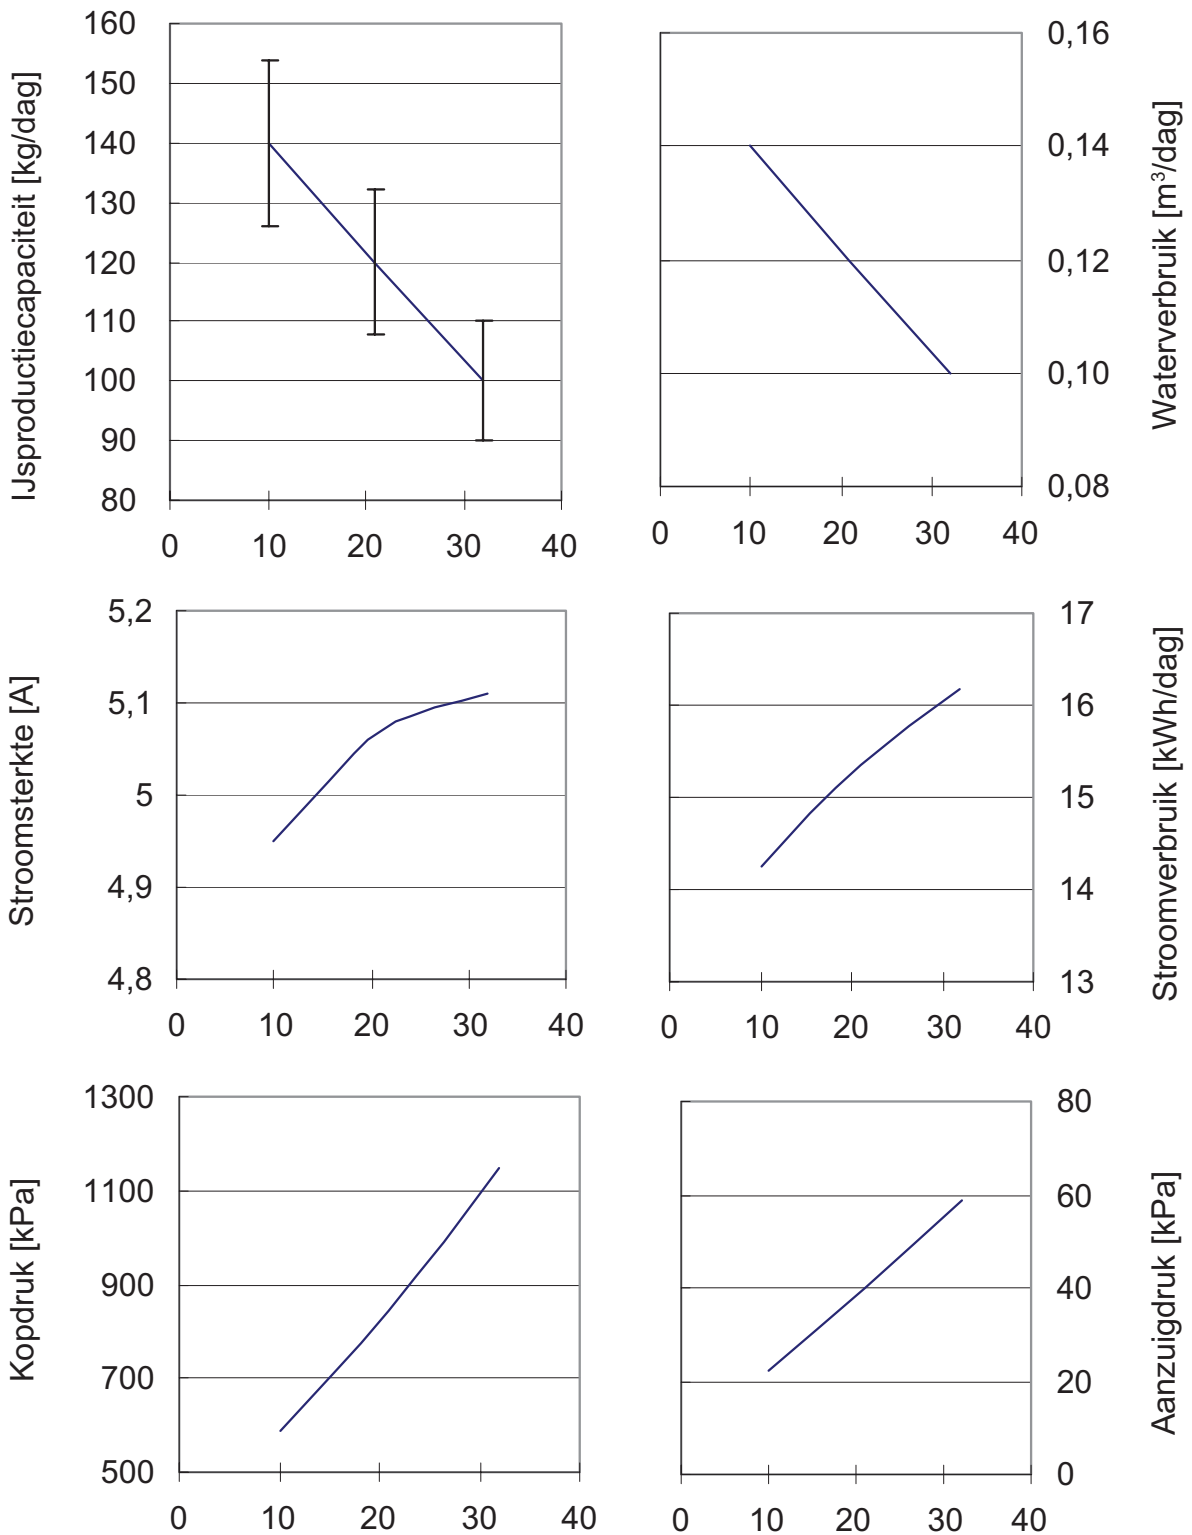 IJsproductiecapaciteit [kg/dag]
160
150
140
130
120
110
100
90
80
0 10 20 30 40
0,16
0,14
0,12
0,10
0,08
Waterverbruik [m³/dag]
0 10 20 30 40
Stroomsterkte [A]
5,2
5,1
5
4,9
4,8
0 10 20 30 40
17
16
15
14
13
Stroomverbruik [kWh/dag]
0 10 20 30 40
Kopdruk [kPa]
1300
1100
900
700
500
0 10 20 30 40
80
60
40
20
0
Aanzuigdruk [kPa]
0 10 20 30 40